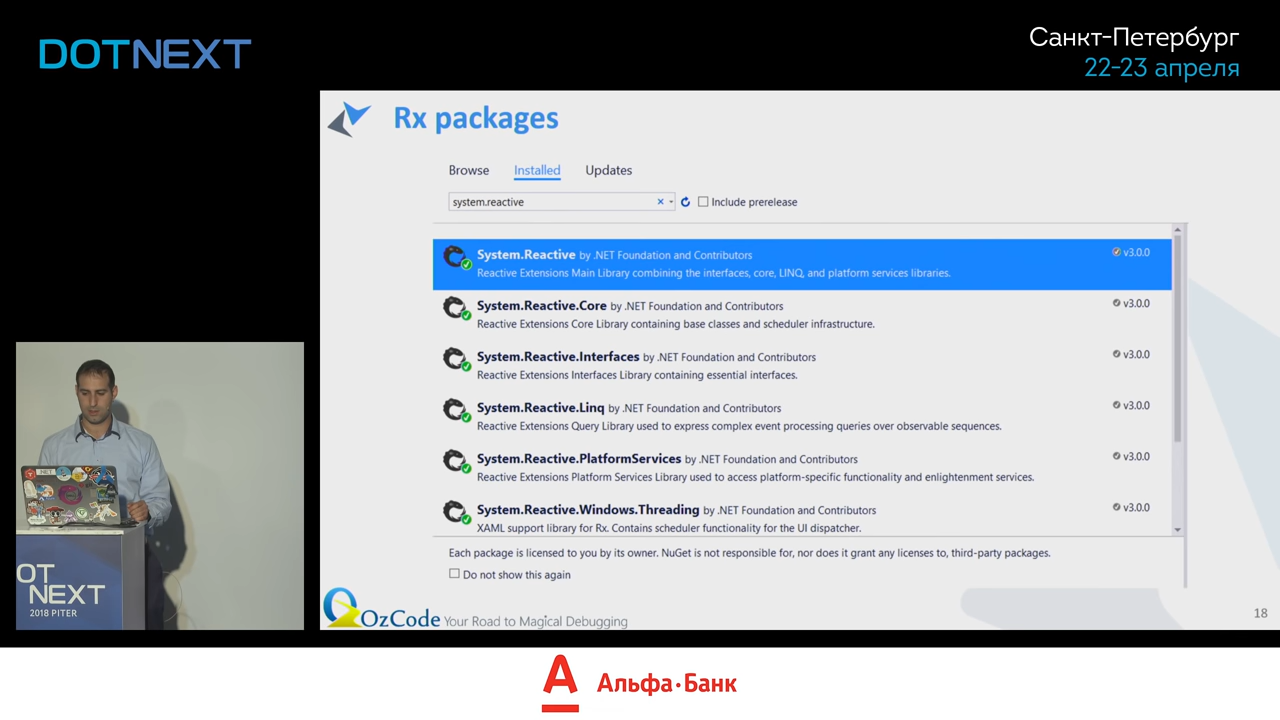 DOTNEXT
Санкт-Петербург
22-23 апреля
Rx packages
Browse Installed Updates
system.reactive
Include prerelease
System.Reactive by .NET Foundation and Contributors v3.0.0
Reactive Extensions Main Library combining the interfaces, core, LINQ, and platform services libraries.
System.Reactive.Core by .NET Foundation and Contributors v3.0.0
Reactive Extensions Core Library containing base classes and scheduler infrastructure.
System.Reactive.Interfaces by .NET Foundation and Contributors v3.0.0
Reactive Extensions Interfaces Library containing essential interfaces.
System.Reactive.Linq by .NET Foundation and Contributors v3.0.0
Reactive Extensions Query Library used to express complex event processing queries over observable sequences.
System.Reactive.PlatformServices by .NET Foundation and Contributors v3.0.0
Reactive Extensions Platform Services Library used to access platform-specific functionality and enlightenment services.
System.Reactive.Windows.Threading by .NET Foundation and Contributors v3.0.0
XAML support library for Rx. Contains scheduler functionality for the UI dispatcher.
Each package is licensed to you by its owner. NuGet is not responsible for, nor does it grant any licenses to, third-party packages.
Do not show this again
OzCode Your Road to Magical Debugging
18
OT
NEXT
2018 PITER
Альфа·Банк